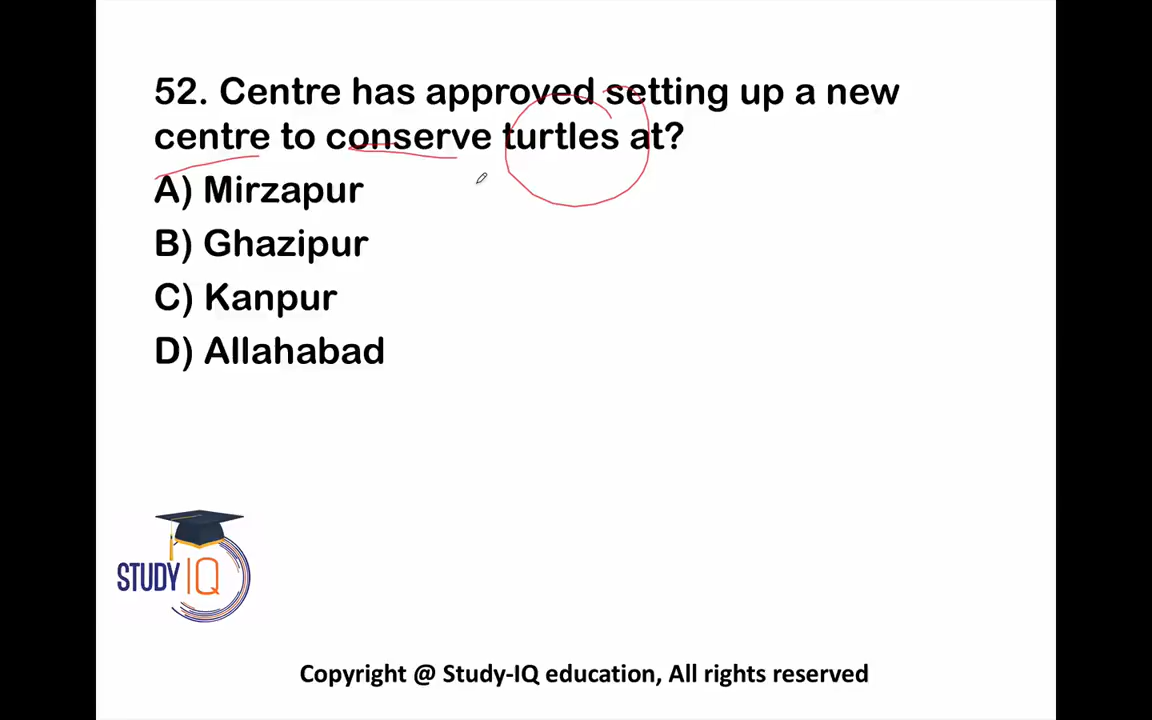 52. Centre has approved setting up a new
centre to conserve turtles at?
A) Mirzapur
B) Ghazipur
C) Kanpur
D) Allahabad
STUDY IQ
Copyright @ Study-IQ education, All rights reserved